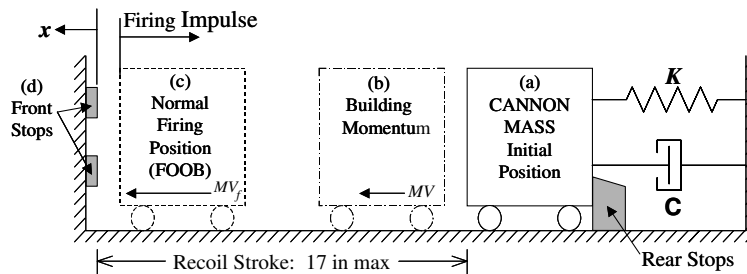 x
Firing Impulse
(d)
Front
Stops
(c)
Normal
Firing
Position
(FOOB)
MVf
(b)
Building
Momentum
MV
(a)
CANNON
MASS
Initial
Position
K
C
Rear Stops
Recoil Stroke: 17 in max